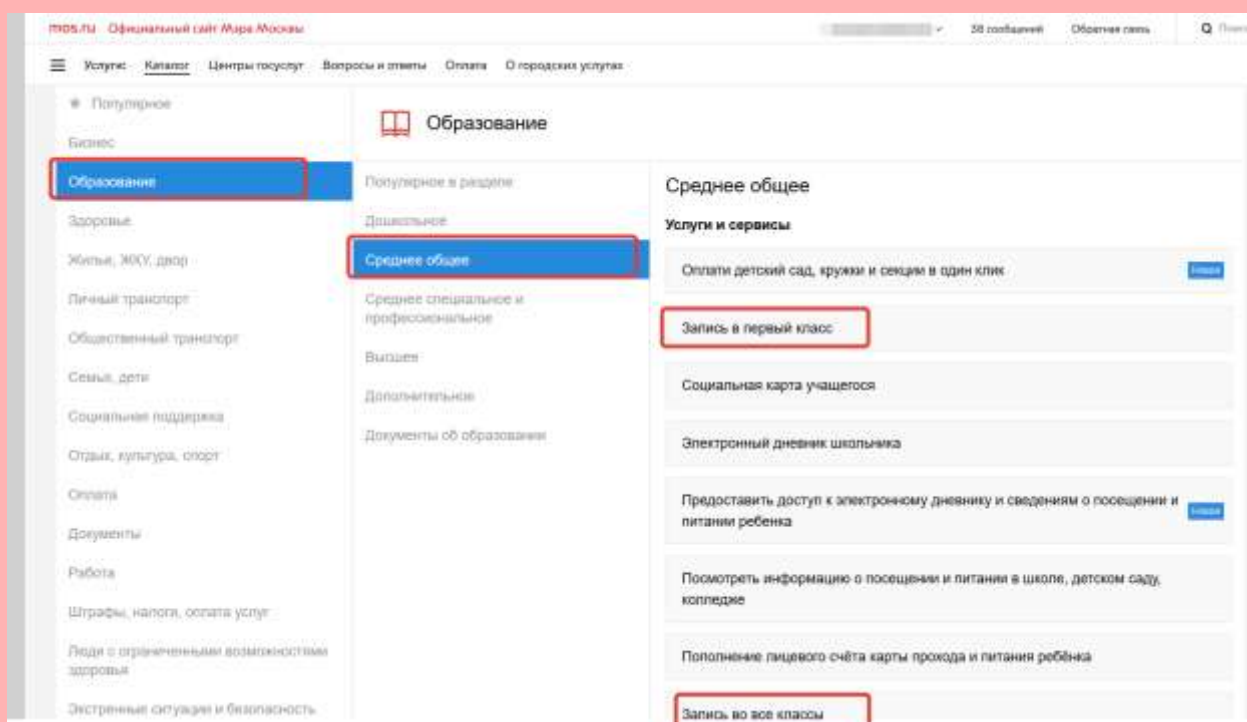 mos.ru Официальный сайт Мэра Москвы
38 сообщений Обратная связь
Услуги: Каталог Центры госуслуг Вопросы и ответы Оплата О городских услугах
Популярное
Бизнес
Образование
Здоровье
Жилье, ЖКУ, двор
Личный транспорт
Общественный транспорт
Семья, дети
Социальная поддержка
Отдых, культура, спорт
Оплата
Документы
Работа
Штрафы, налоги, оплата услуг
Люди с ограниченными возможностями
здоровья
Экстренные ситуации и безопасность
Образование
Популярное в разделе
Дошкольное
Среднее общее
Среднее специальное и
профессиональное
Высшее
Дополнительное
Документы об образовании
Среднее общее
Услуги и сервисы
Оплати детский сад, кружки и секции в один клик
Запись в первый класс
Социальная карта учащегося
Электронный дневник школьника
Предоставить доступ к электронному дневнику и сведениям о посещении и
питании ребенка
Посмотреть информацию о посещении и питании в школе, детском саду,
колледже
Пополнение лицевого счёта карты прохода и питания ребёнка
Запись во все классы